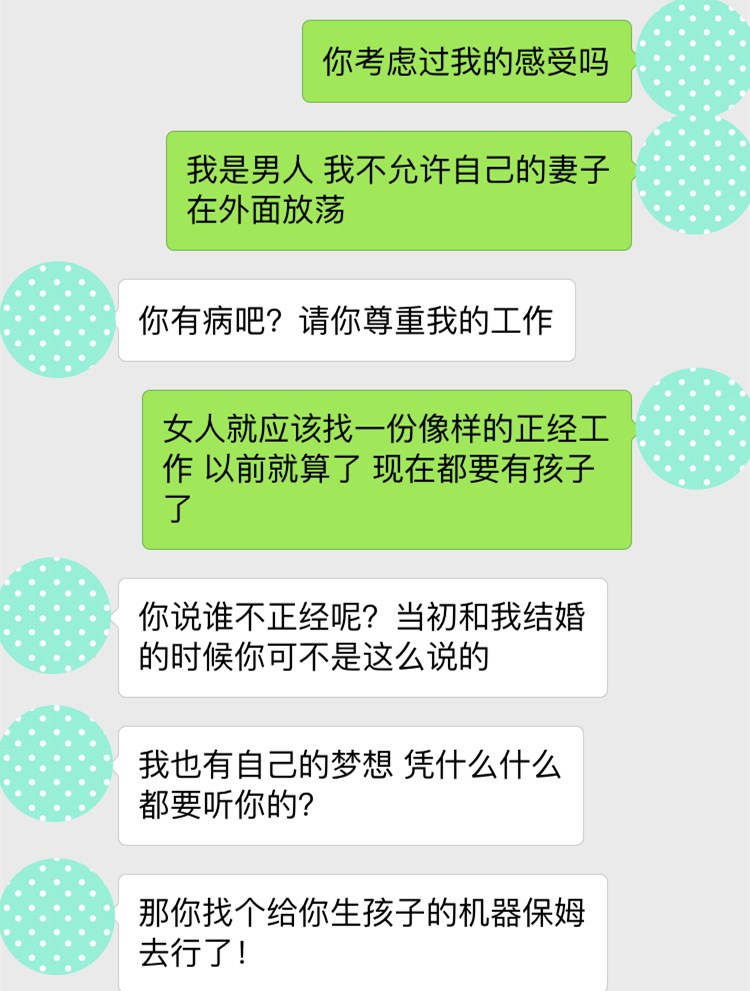 你考虑过我的感受吗
我是男人 我不允许自己的妻子
在外面放荡
你有病吧？请你尊重我的工作
女人就应该找一份像样的正经工
作 以前就算了 现在都要有孩子
了
你说谁不正经呢？当初和我结婚
的时候你可不是这么说的
我也有自己的梦想 凭什么什么
都要听你的？
那你找个给你生孩子的机器保姆
去行了！